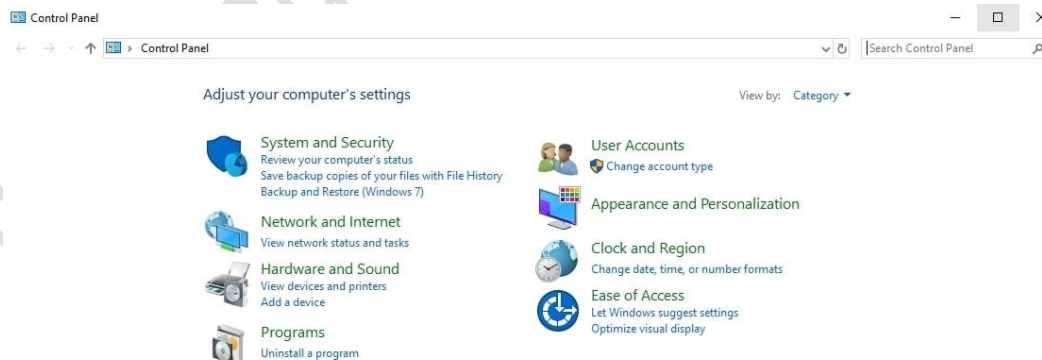 Control Panel
Control Panel
Search Control Panel
Adjust your computer's settings
View by: Category
System and Security
Review your computer's status
Save backup copies of your files with File History
Backup and Restore (Windows 7)
Network and Internet
View network status and tasks
Hardware and Sound
View devices and printers
Add a device
Programs
Uninstall a program
User Accounts
Change account type
Appearance and Personalization
Clock and Region
Change date, time, or number formats
Ease of Access
Let Windows suggest settings
Optimize visual display